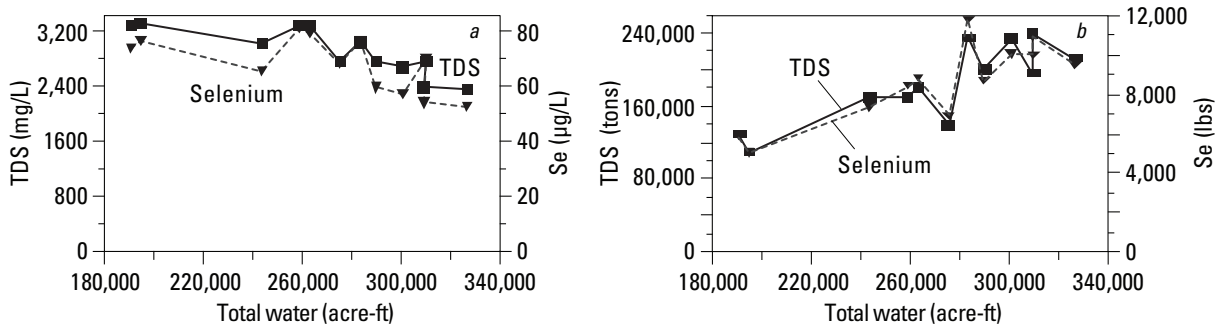 a
3,200
2400
1600
800
0
TDS (mg/L)
80
60
40
20
0
Se (µg/L)
TDS
Selenium
180,000 220,000 260,000 300,000 340,000
Total water (acre-ft)
b
240,000
160,000
80,000
0
TDS (tons)
12,000
8,000
4,000
0
Se (lbs)
TDS
Selenium
180,000 220,000 260,000 290,000 300,000 340,000
Total water (acre-ft)